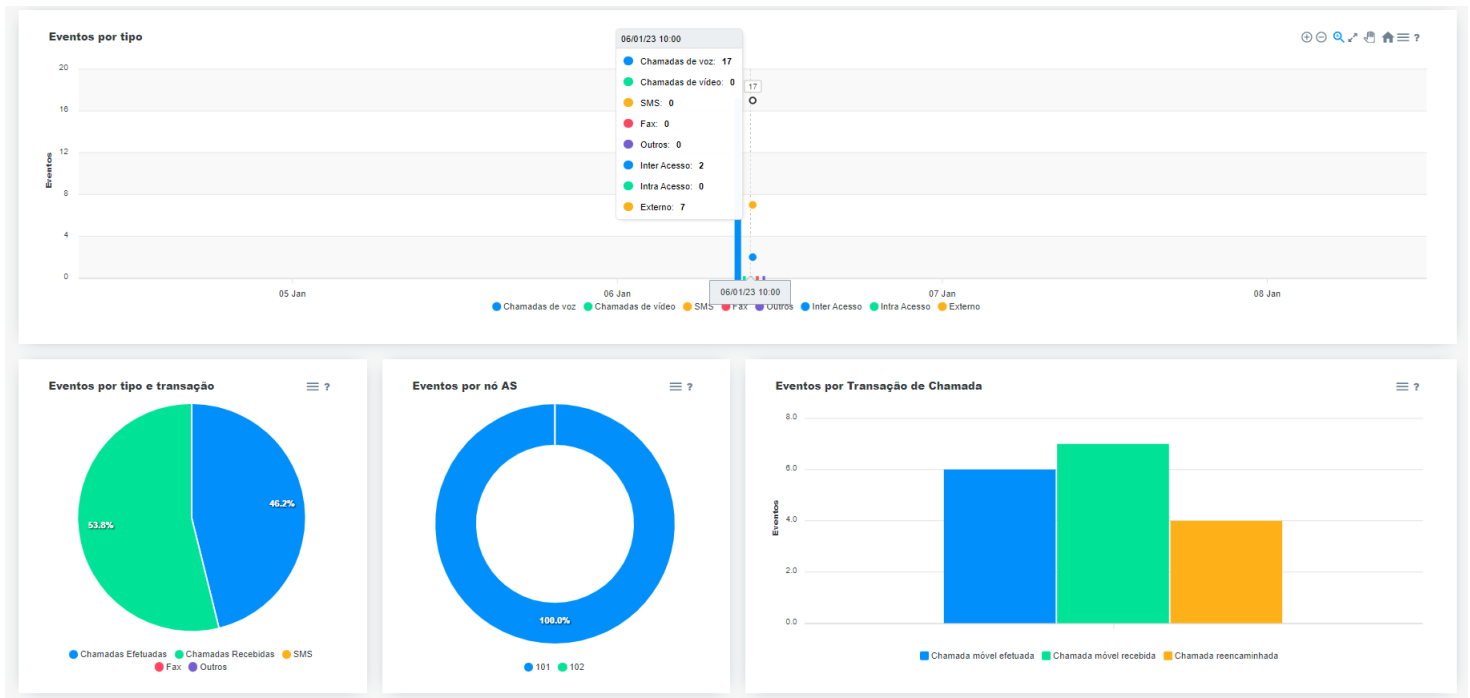 Eventos por tipo
?
06/01/23 10:00
Chamadas de voz: 17
Chamadas de vídeo: 0
SMS: 0
Fax: 0
Outros: 0
Inter Acesso: 2
Intra Acesso: 0
Externo: 7
17
20
16
12
8
4
0
Eventos
05 Jan
06 Jan
06/01/23 10:00
07 Jan
08 Jan
Chamadas de voz Chamadas de vídeo SMS Fax Outros Inter Acesso Intra Acesso Externo
Eventos por tipo e transação
?
46.2%
53.8%
Chamadas Efetuadas Chamadas Recebidas SMS
Fax Outros
Eventos por nó AS
?
100.0%
101 102
Eventos por Transação de Chamada
?
8.0
6.0
4.0
2.0
0.0
Eventos
Chamada móvel efetuada Chamada móvel recebida Chamada reencaminhada